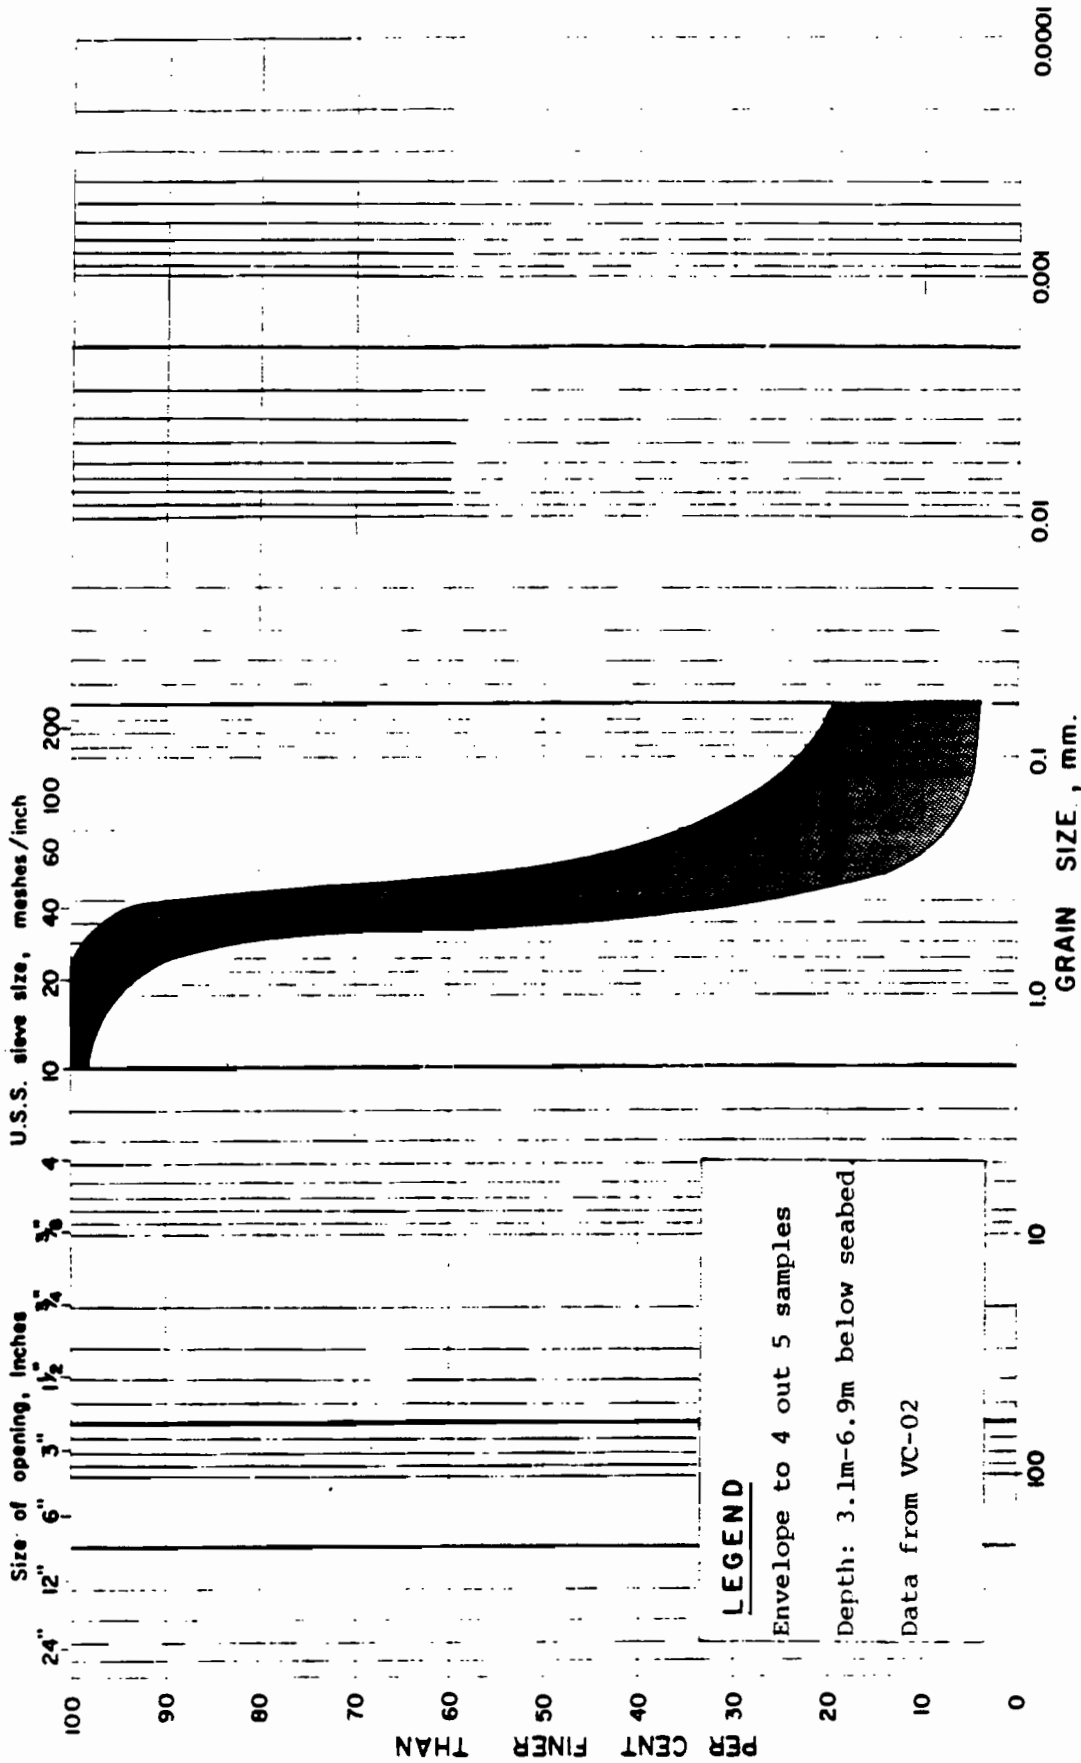 Size of opening, Inches
U.S.S. sieve size, meshes/inch
24" 12" 6" 3" 1½" ¾" ⅜" 4 10 20 40 60 100 200
PER CENT FINER THAN
100
90
80
70
60
50
40
30
20
10
0
LEGEND
Envelope to 4 out 5 samples
Depth: 3.1m-6.9m below seabed.
Data from VC-02
100 10 1.0 0.1 0.01 0.001 0.0001
GRAIN SIZE, mm.